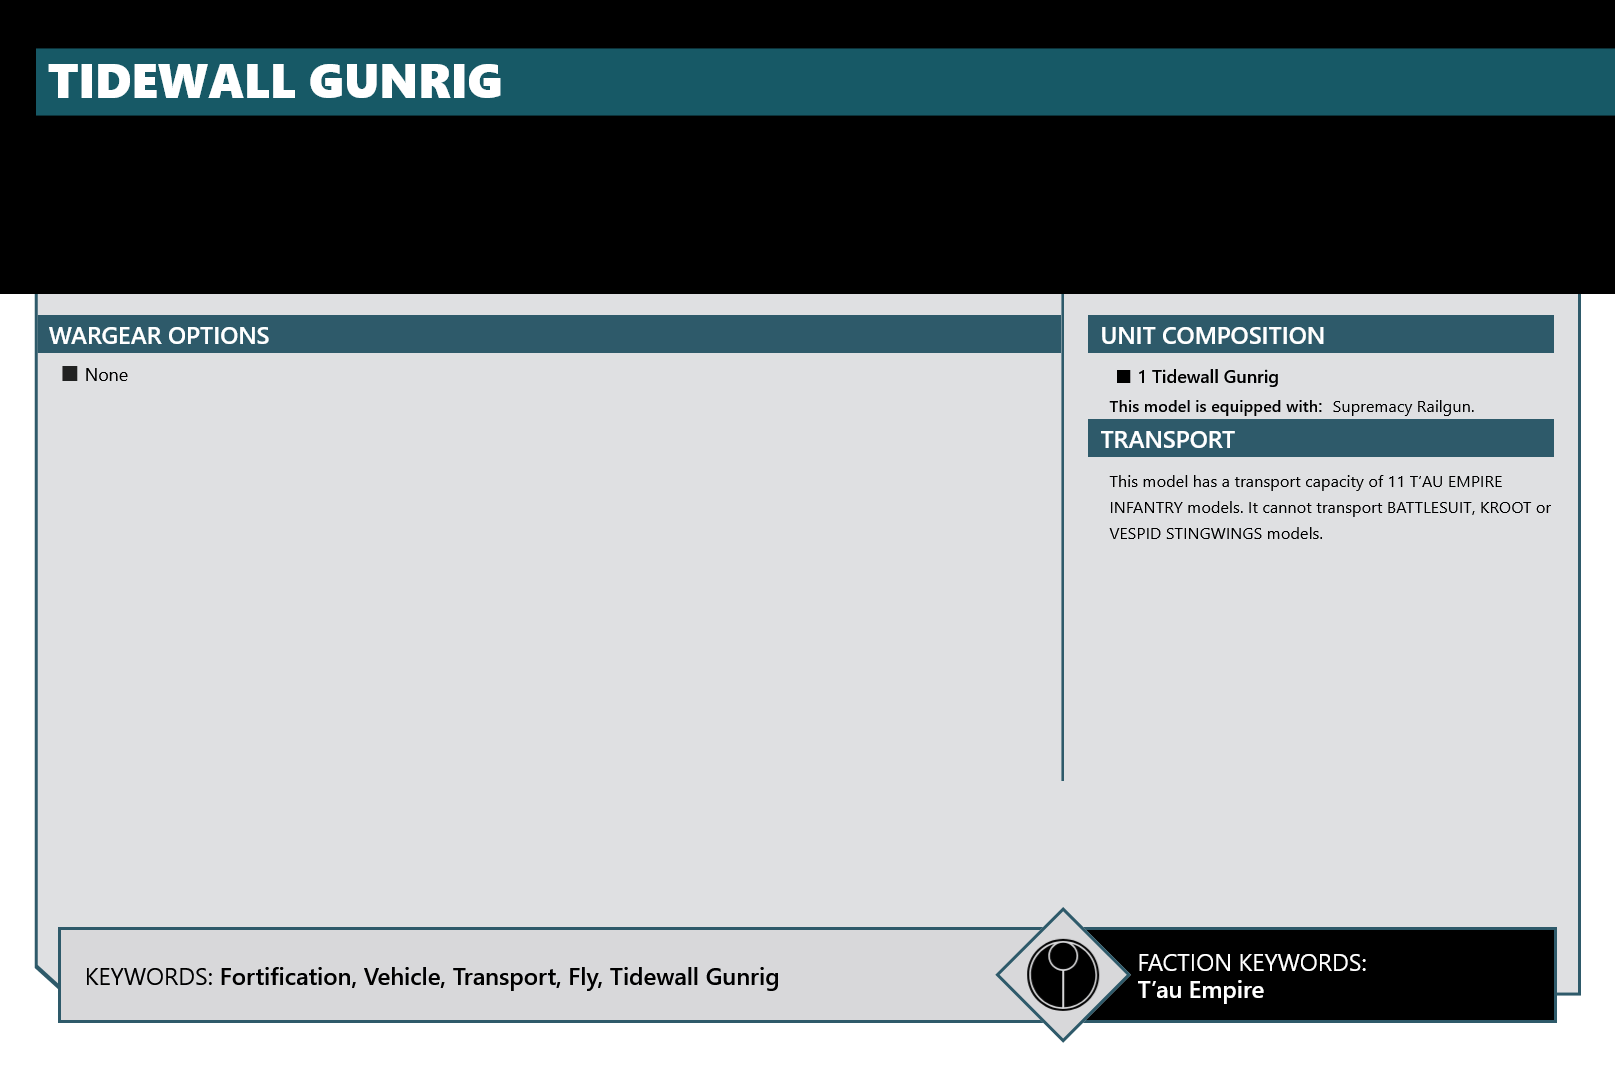 TIDEWALL GUNRIG
WARGEAR OPTIONS
■ None
UNIT COMPOSITION
■ 1 Tidewall Gunrig
This model is equipped with: Supremacy Railgun.
TRANSPORT
This model has a transport capacity of 11 T’AU EMPIRE
INFANTRY models. It cannot transport BATTLESUIT, KROOT or
VESPID STINGWINGS models.
KEYWORDS: Fortification, Vehicle, Transport, Fly, Tidewall Gunrig
FACTION KEYWORDS:
T’au Empire